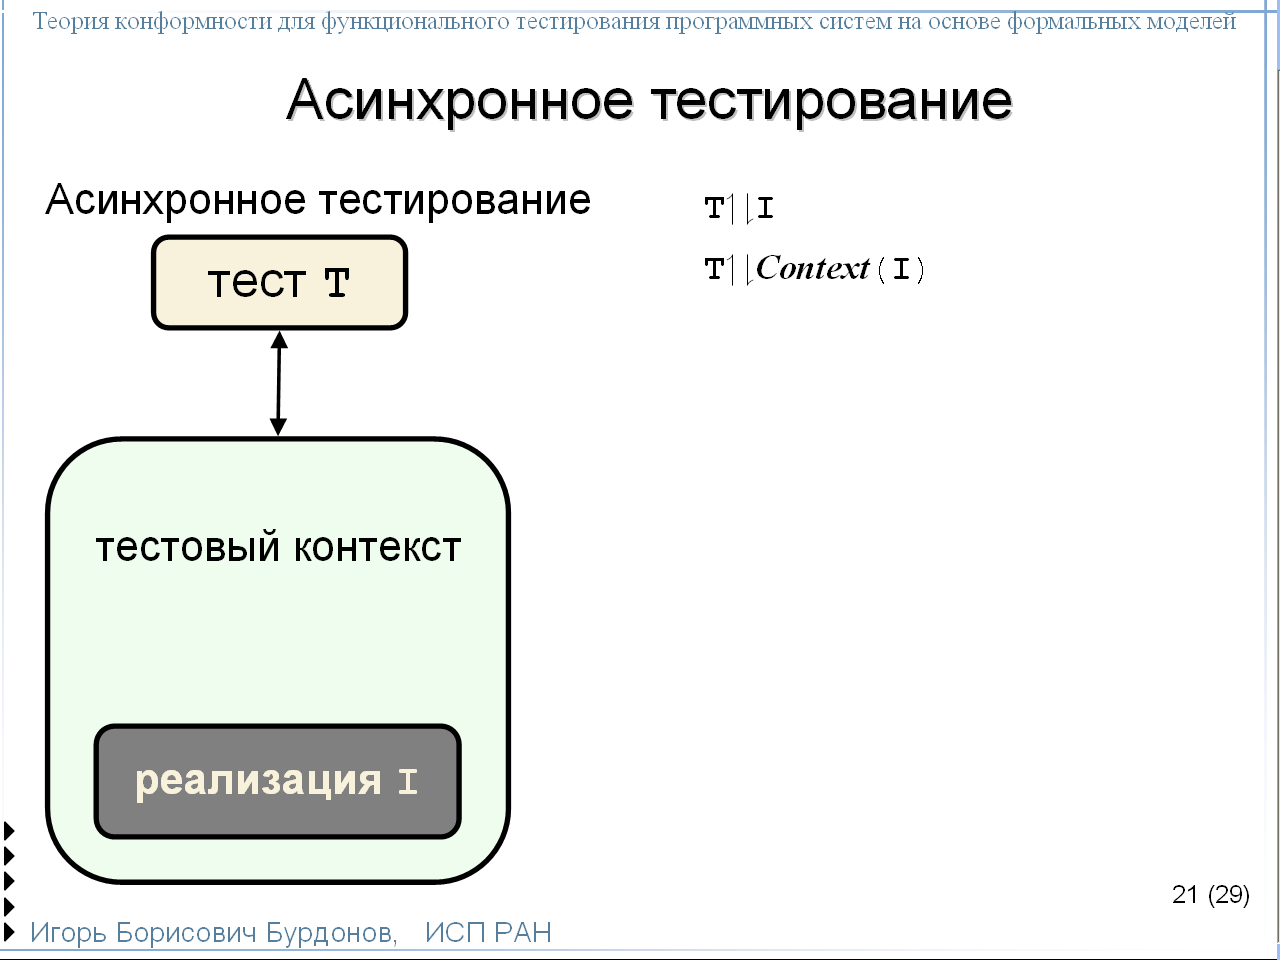 Теория конформности для функционального тестирования программных систем на основе формальных моделей
Асинхронное тестирование
Асинхронное тестирование
T↿⇂I
T↿⇂Context(I)
тест T
тестовый контекст
реализация I
21 (29)
Игорь Борисович Бурдонов, ИСП РАН